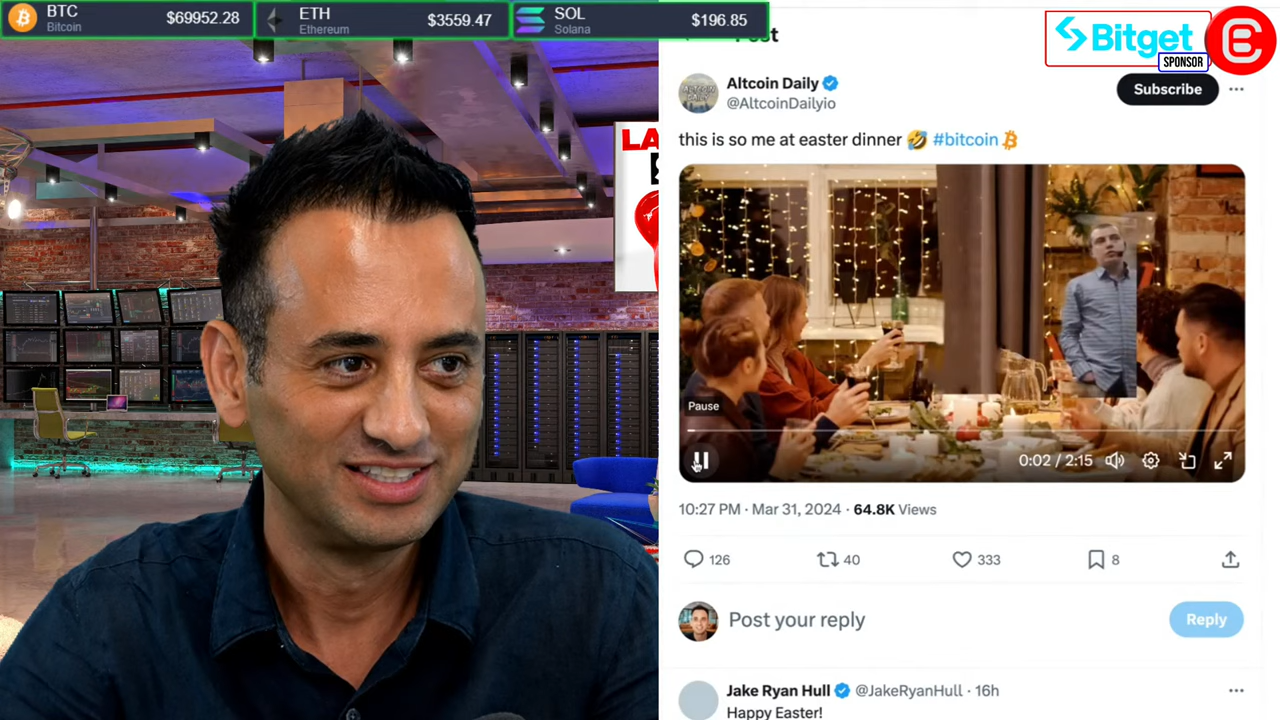 BTC
Bitcoin
$69952.28
ETH
Ethereum
$3559.47
SOL
Solana
$196.85
Bitget
SPONSOR
Altcoin Daily
@AltcoinDailyio
Subscribe
this is so me at easter dinner 🤣 #bitcoin
LA
Pause
0:02 / 2:15
10:27 PM · Mar 31, 2024 · 64.8K Views
126
40
333
8
Post your reply
Reply
Jake Ryan Hull @JakeRyanHull · 16h
Happy Easter!